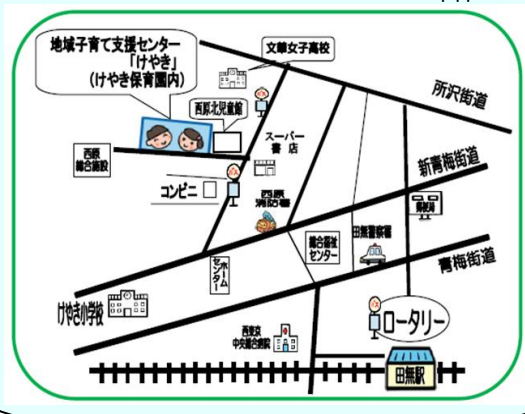 地域子育て支援センター
「けやき」
(けやき保育園内)
文華女子高校
所沢街道
西原北児童館
スーパー
書店
西原
総合施設
新青梅街道
コンビニ
西原
消防署
郵便局
田無警察署
総合福祉
センター
青梅街道
ホーム
センター
けやき小学校
ロータリー
西東京
中央総合病院
田無駅